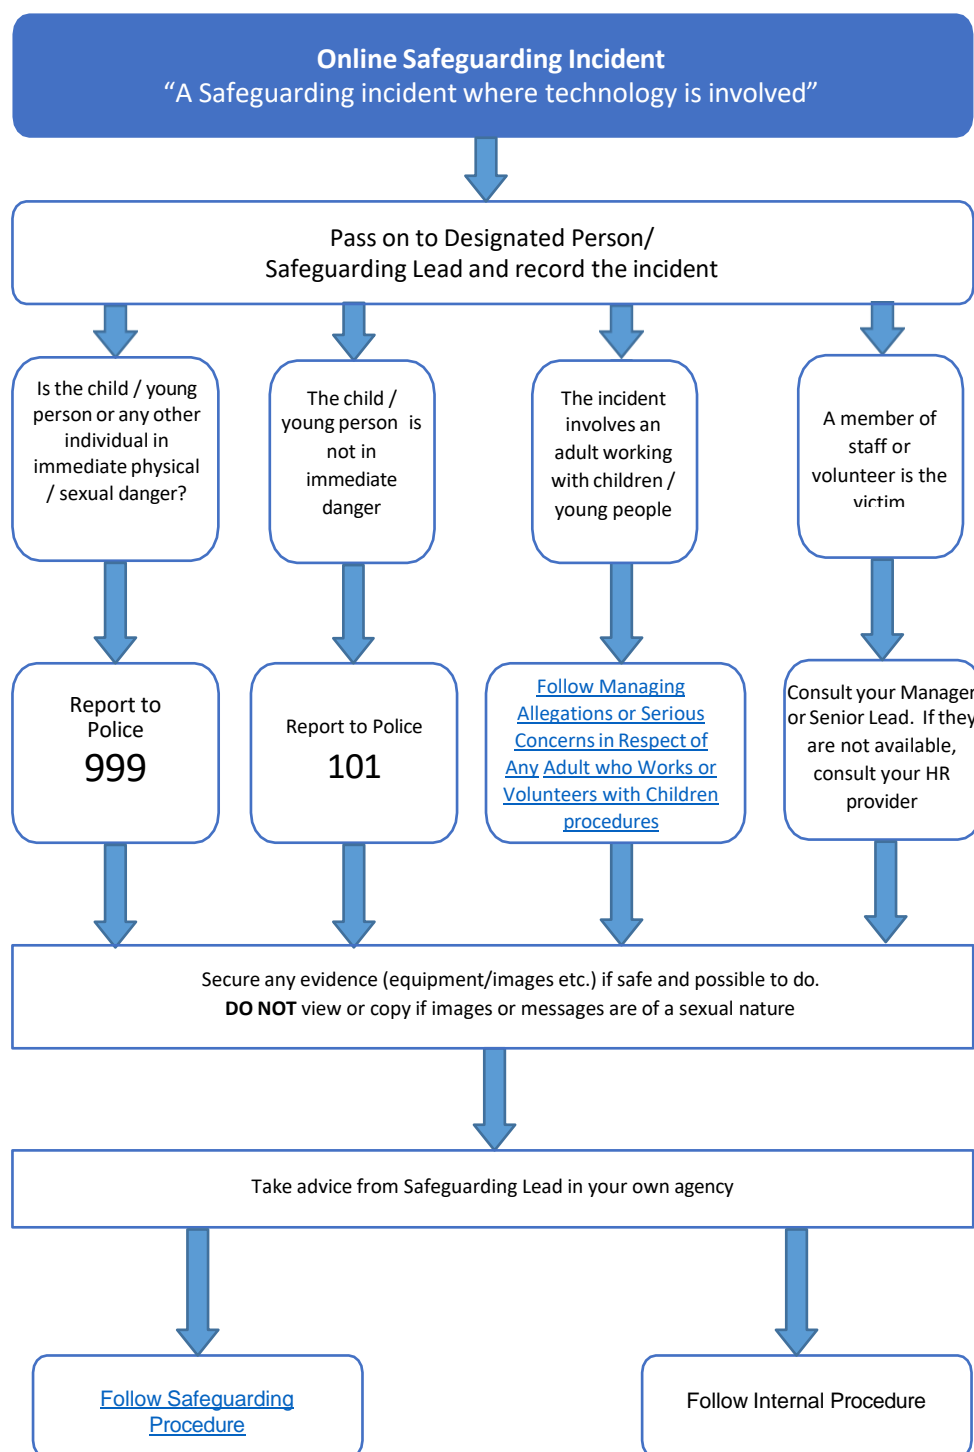 Online Safeguarding Incident
“A Safeguarding incident where technology is involved”
Pass on to Designated Person/
Safeguarding Lead and record the incident
Is the child / young
person or any other
individual in
immediate physical
/ sexual danger?
The child /
young person is
not in
immediate
danger
The incident
involves an
adult working
with children /
young people
A member of
staff or
volunteer is the
victim
Report to
Police
999
Report to Police
101
Follow Managing
Allegations or Serious
Concerns in Respect of
Any Adult who Works or
Volunteers with Children
procedures
Consult your Manager
or Senior Lead. If they
are not available,
consult your HR
provider
Secure any evidence (equipment/images etc.) if safe and possible to do.
DO NOT view or copy if images or messages are of a sexual nature
Take advice from Safeguarding Lead in your own agency
Follow Safeguarding
Procedure
Follow Internal Procedure